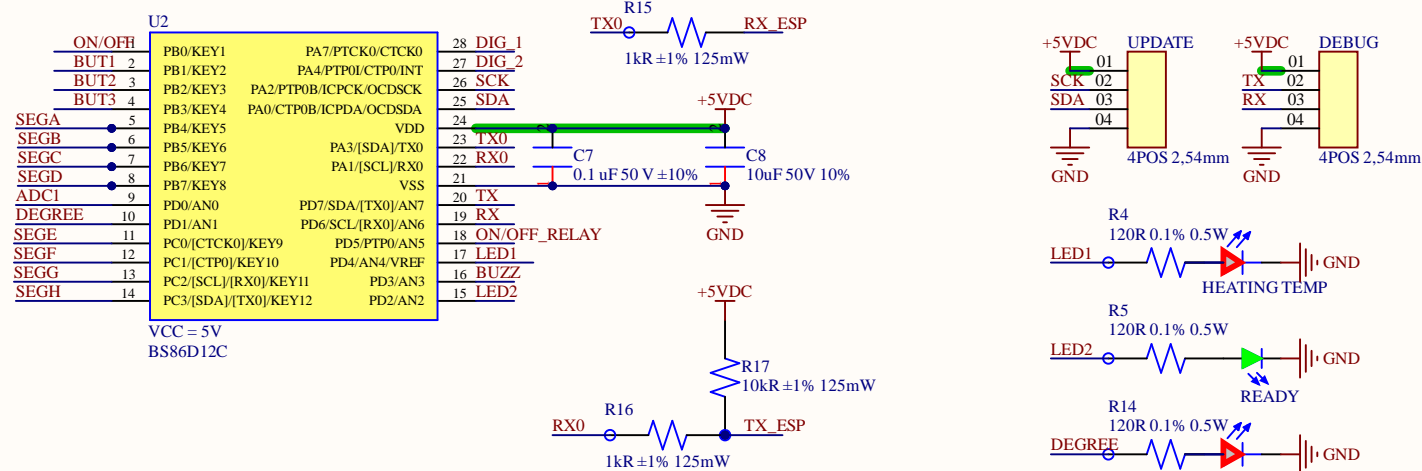 U2
ON/OFF 1 PB0/KEY1 PA7/PTCK0/CTCK0 28 DIG_1
BUT1 2 PB1/KEY2 PA4/PTP0I/CTP0/INT 27 DIG_2
BUT2 3 PB2/KEY3 PA2/PTP0B/ICPCK/OCDSCK 26 SCK
BUT3 4 PB3/KEY4 PA0/CTP0B/ICPDA/OCDSDA 25 SDA
SEGA 5 PB4/KEY5 VDD 24
SEGB 6 PB5/KEY6 PA3/[SDA]/TX0 23 TX0
SEGC 7 PB6/KEY7 PA1/[SCL]/RX0 22 RX0
SEGD 8 PB7/KEY8 VSS 21
ADC1 9 PD0/AN0 PD7/SDA/[TX0]/AN7 20 TX
DEGREE 10 PD1/AN1 PD6/SCL/[RX0]/AN6 19 RX
SEGE 11 PC0/[CTCK0]/KEY9 PD5/PTP0/AN5 18 ON/OFF_RELAY
SEGF 12 PC1/[CTP0]/KEY10 PD4/AN4/VREF 17 LED1
SEGG 13 PC2/[SCL]/[RX0]/KEY11 PD3/AN3 16 BUZZ
SEGH 14 PC3/[SDA]/[TX0]/KEY12 PD2/AN2 15 LED2
VCC = 5V
BS86D12C
R15
TX0 RX_ESP
1kR ±1% 125mW
+5VDC
C7
0.1 uF 50 V ±10%
C8
10uF 50V 10%
GND
+5VDC
R17
10kR ±1% 125mW
R16
RX0 TX_ESP
1kR ±1% 125mW
+5VDC UPDATE
01
SCK 02
SDA 03
04
4POS 2,54mm
GND
+5VDC DEBUG
01
TX 02
RX 03
04
4POS 2,54mm
GND
R4
120R 0.1% 0.5W
LED1 GND
HEATING TEMP
R5
120R 0.1% 0.5W
LED2 GND
READY
R14
120R 0.1% 0.5W
DEGREE GND